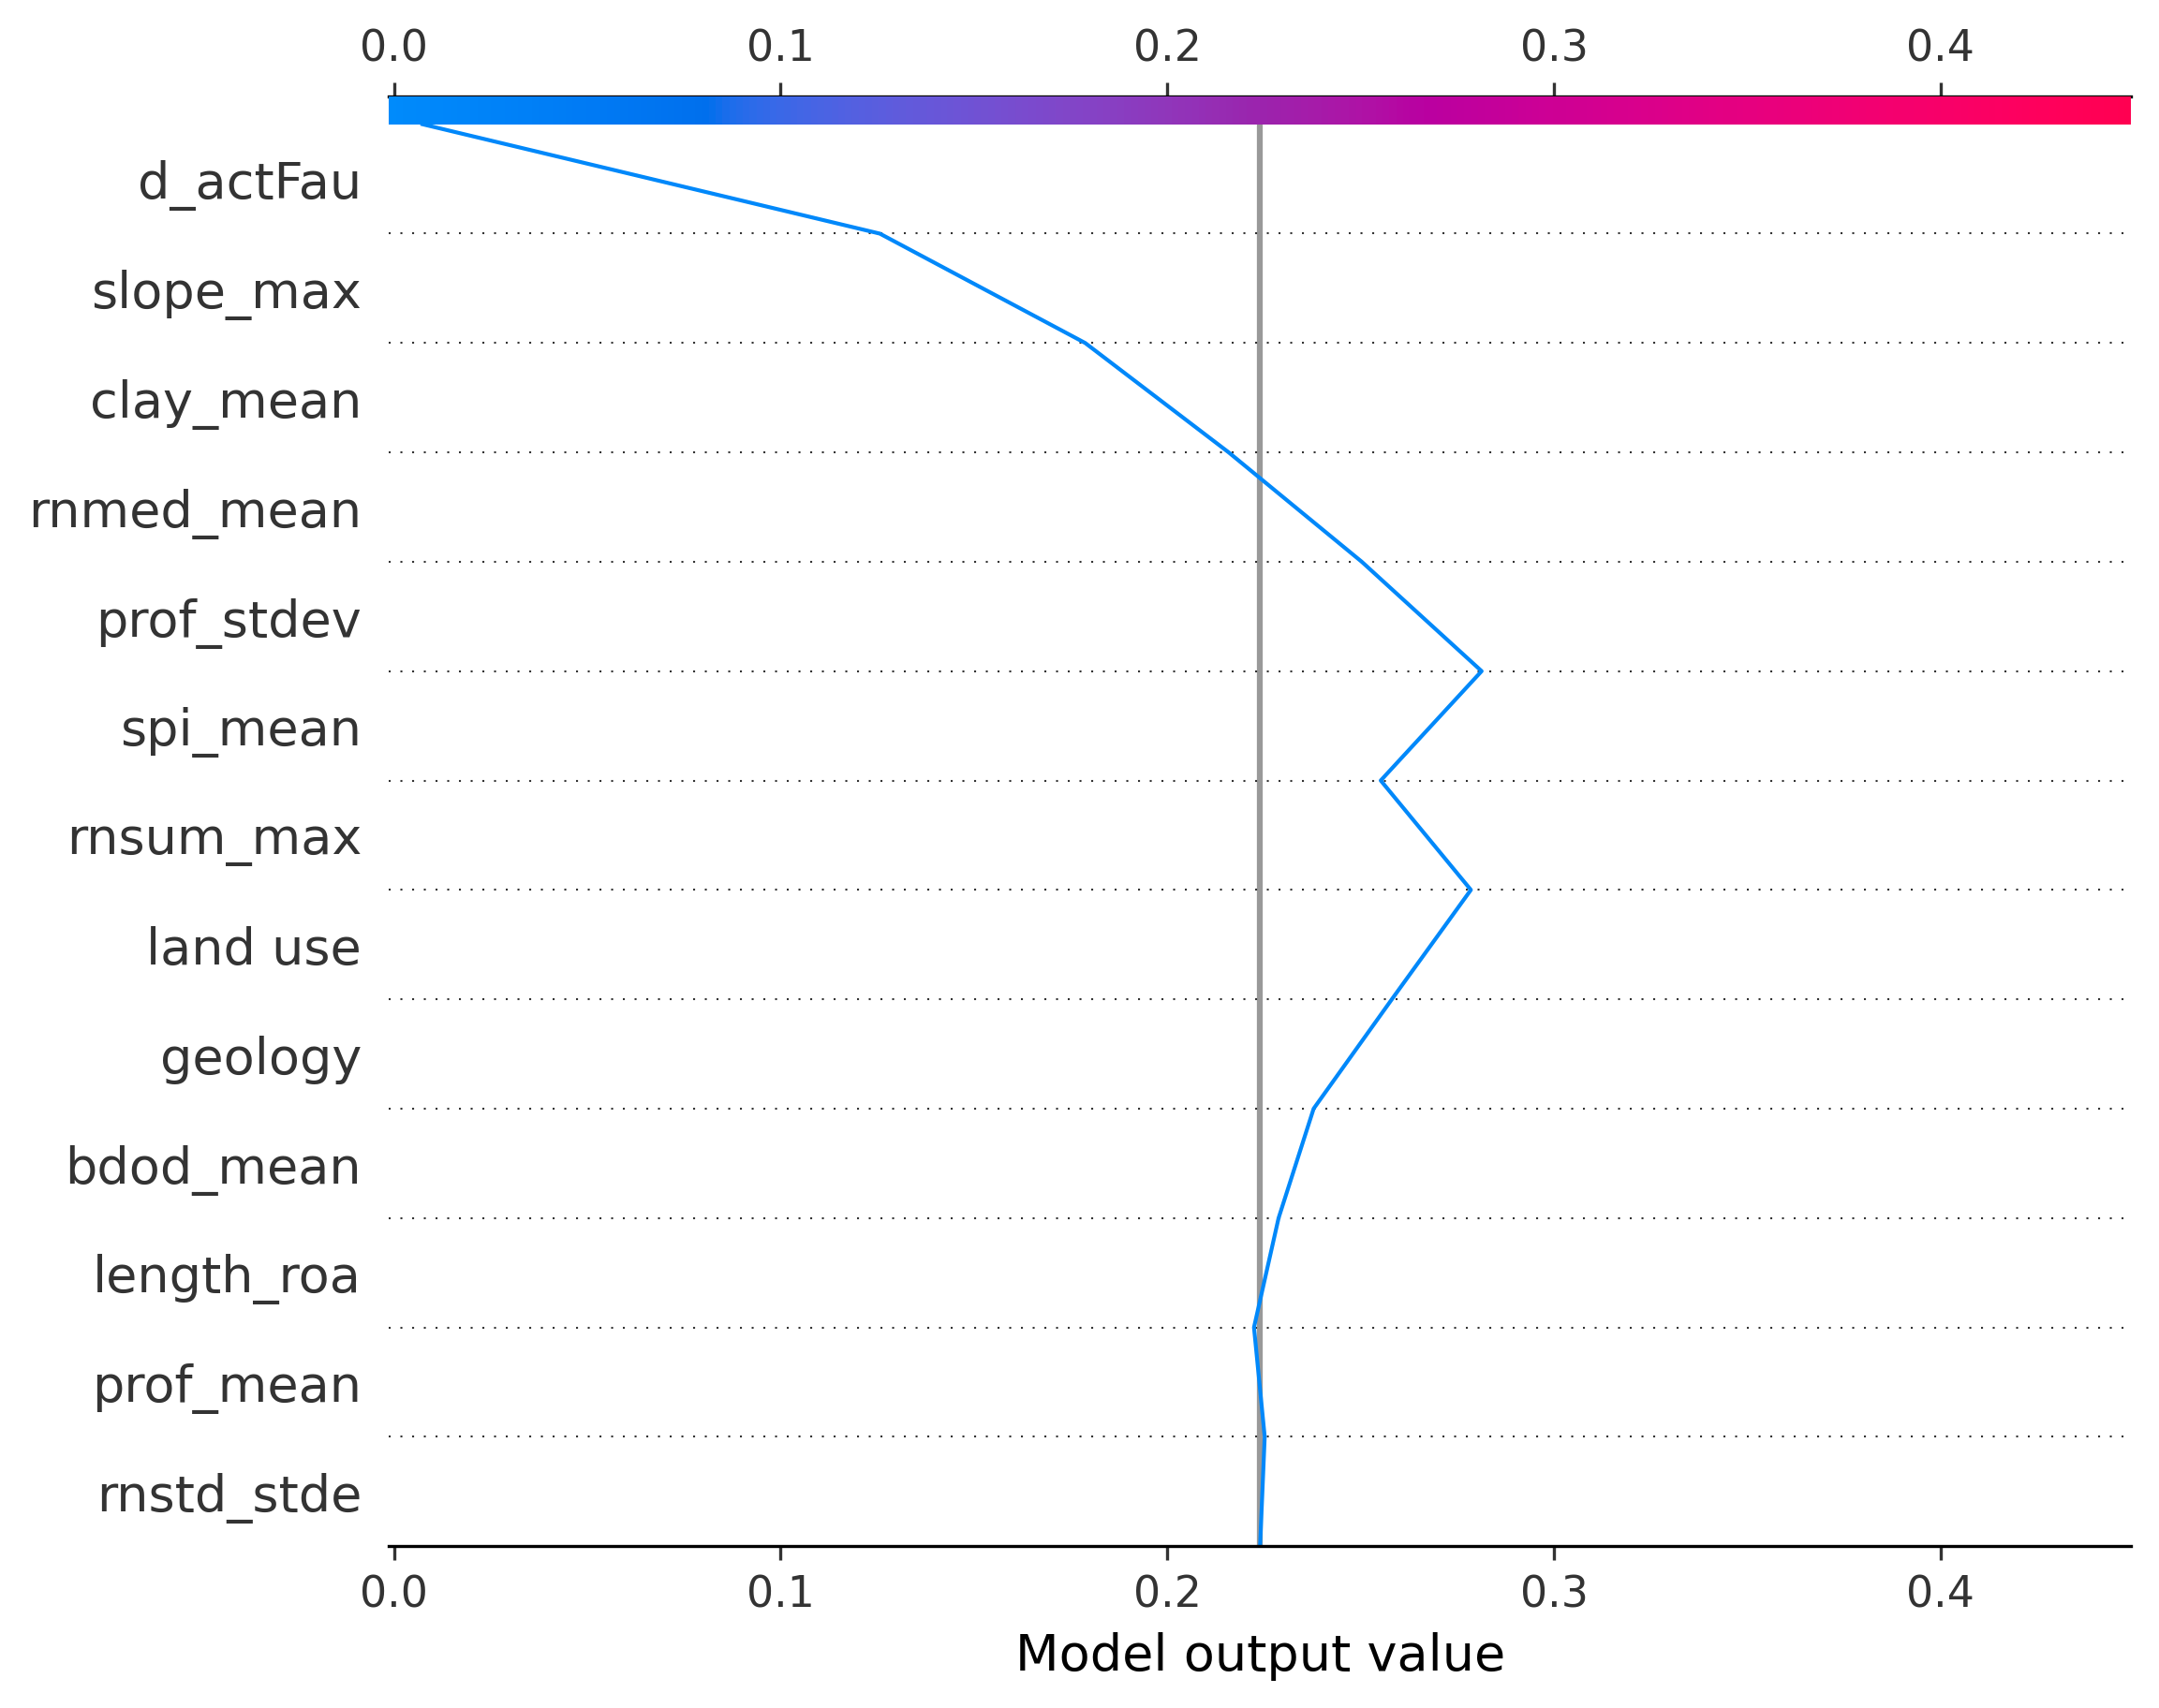 0.0 0.1 0.2 0.3 0.4
d_actFau
slope_max
clay_mean
rnmed_mean
prof_stdev
spi_mean
rnsum_max
land use
geology
bdod_mean
length_roa
prof_mean
rnstd_stde
0.0 0.1 0.2 0.3 0.4
Model output value